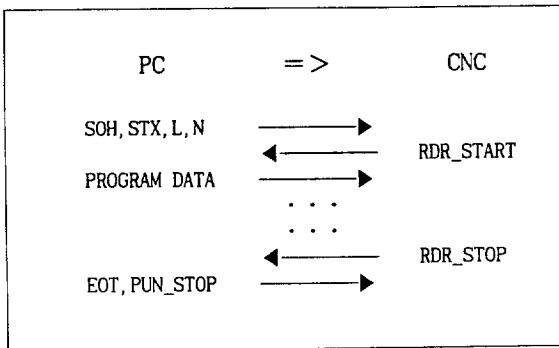 PC => CNC
SOH,STX,L,N
RDR_START
PROGRAM DATA
. . .
. . .
RDR_STOP
EOT,PUN_STOP